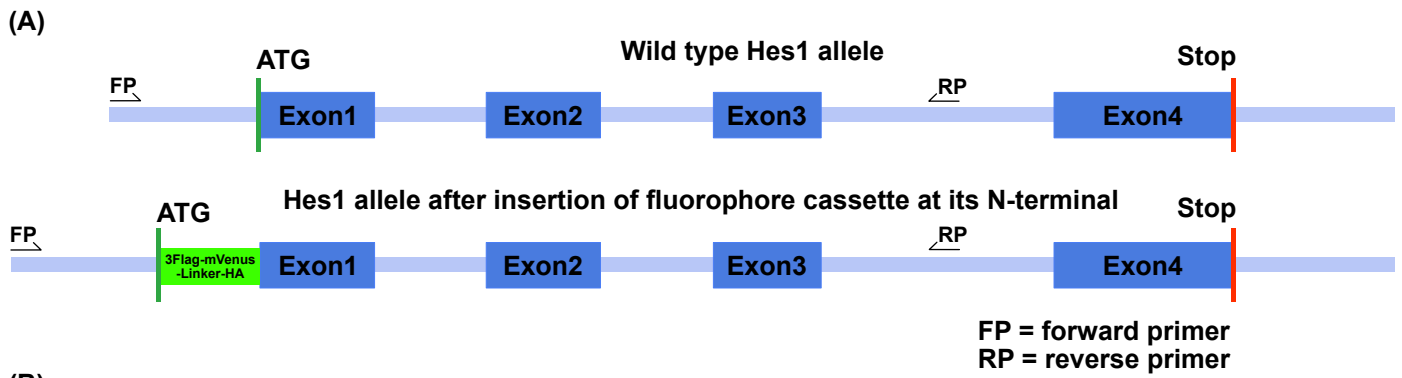 (A)
Wild type Hes1 allele
ATG
Stop
FP
RP
Exon1
Exon2
Exon3
Exon4
Hes1 allele after insertion of fluorophore cassette at its N-terminal
ATG
Stop
FP
RP
3Flag-mVenus
-Linker-HA
Exon1
Exon2
Exon3
Exon4
FP = forward primer
RP = reverse primer